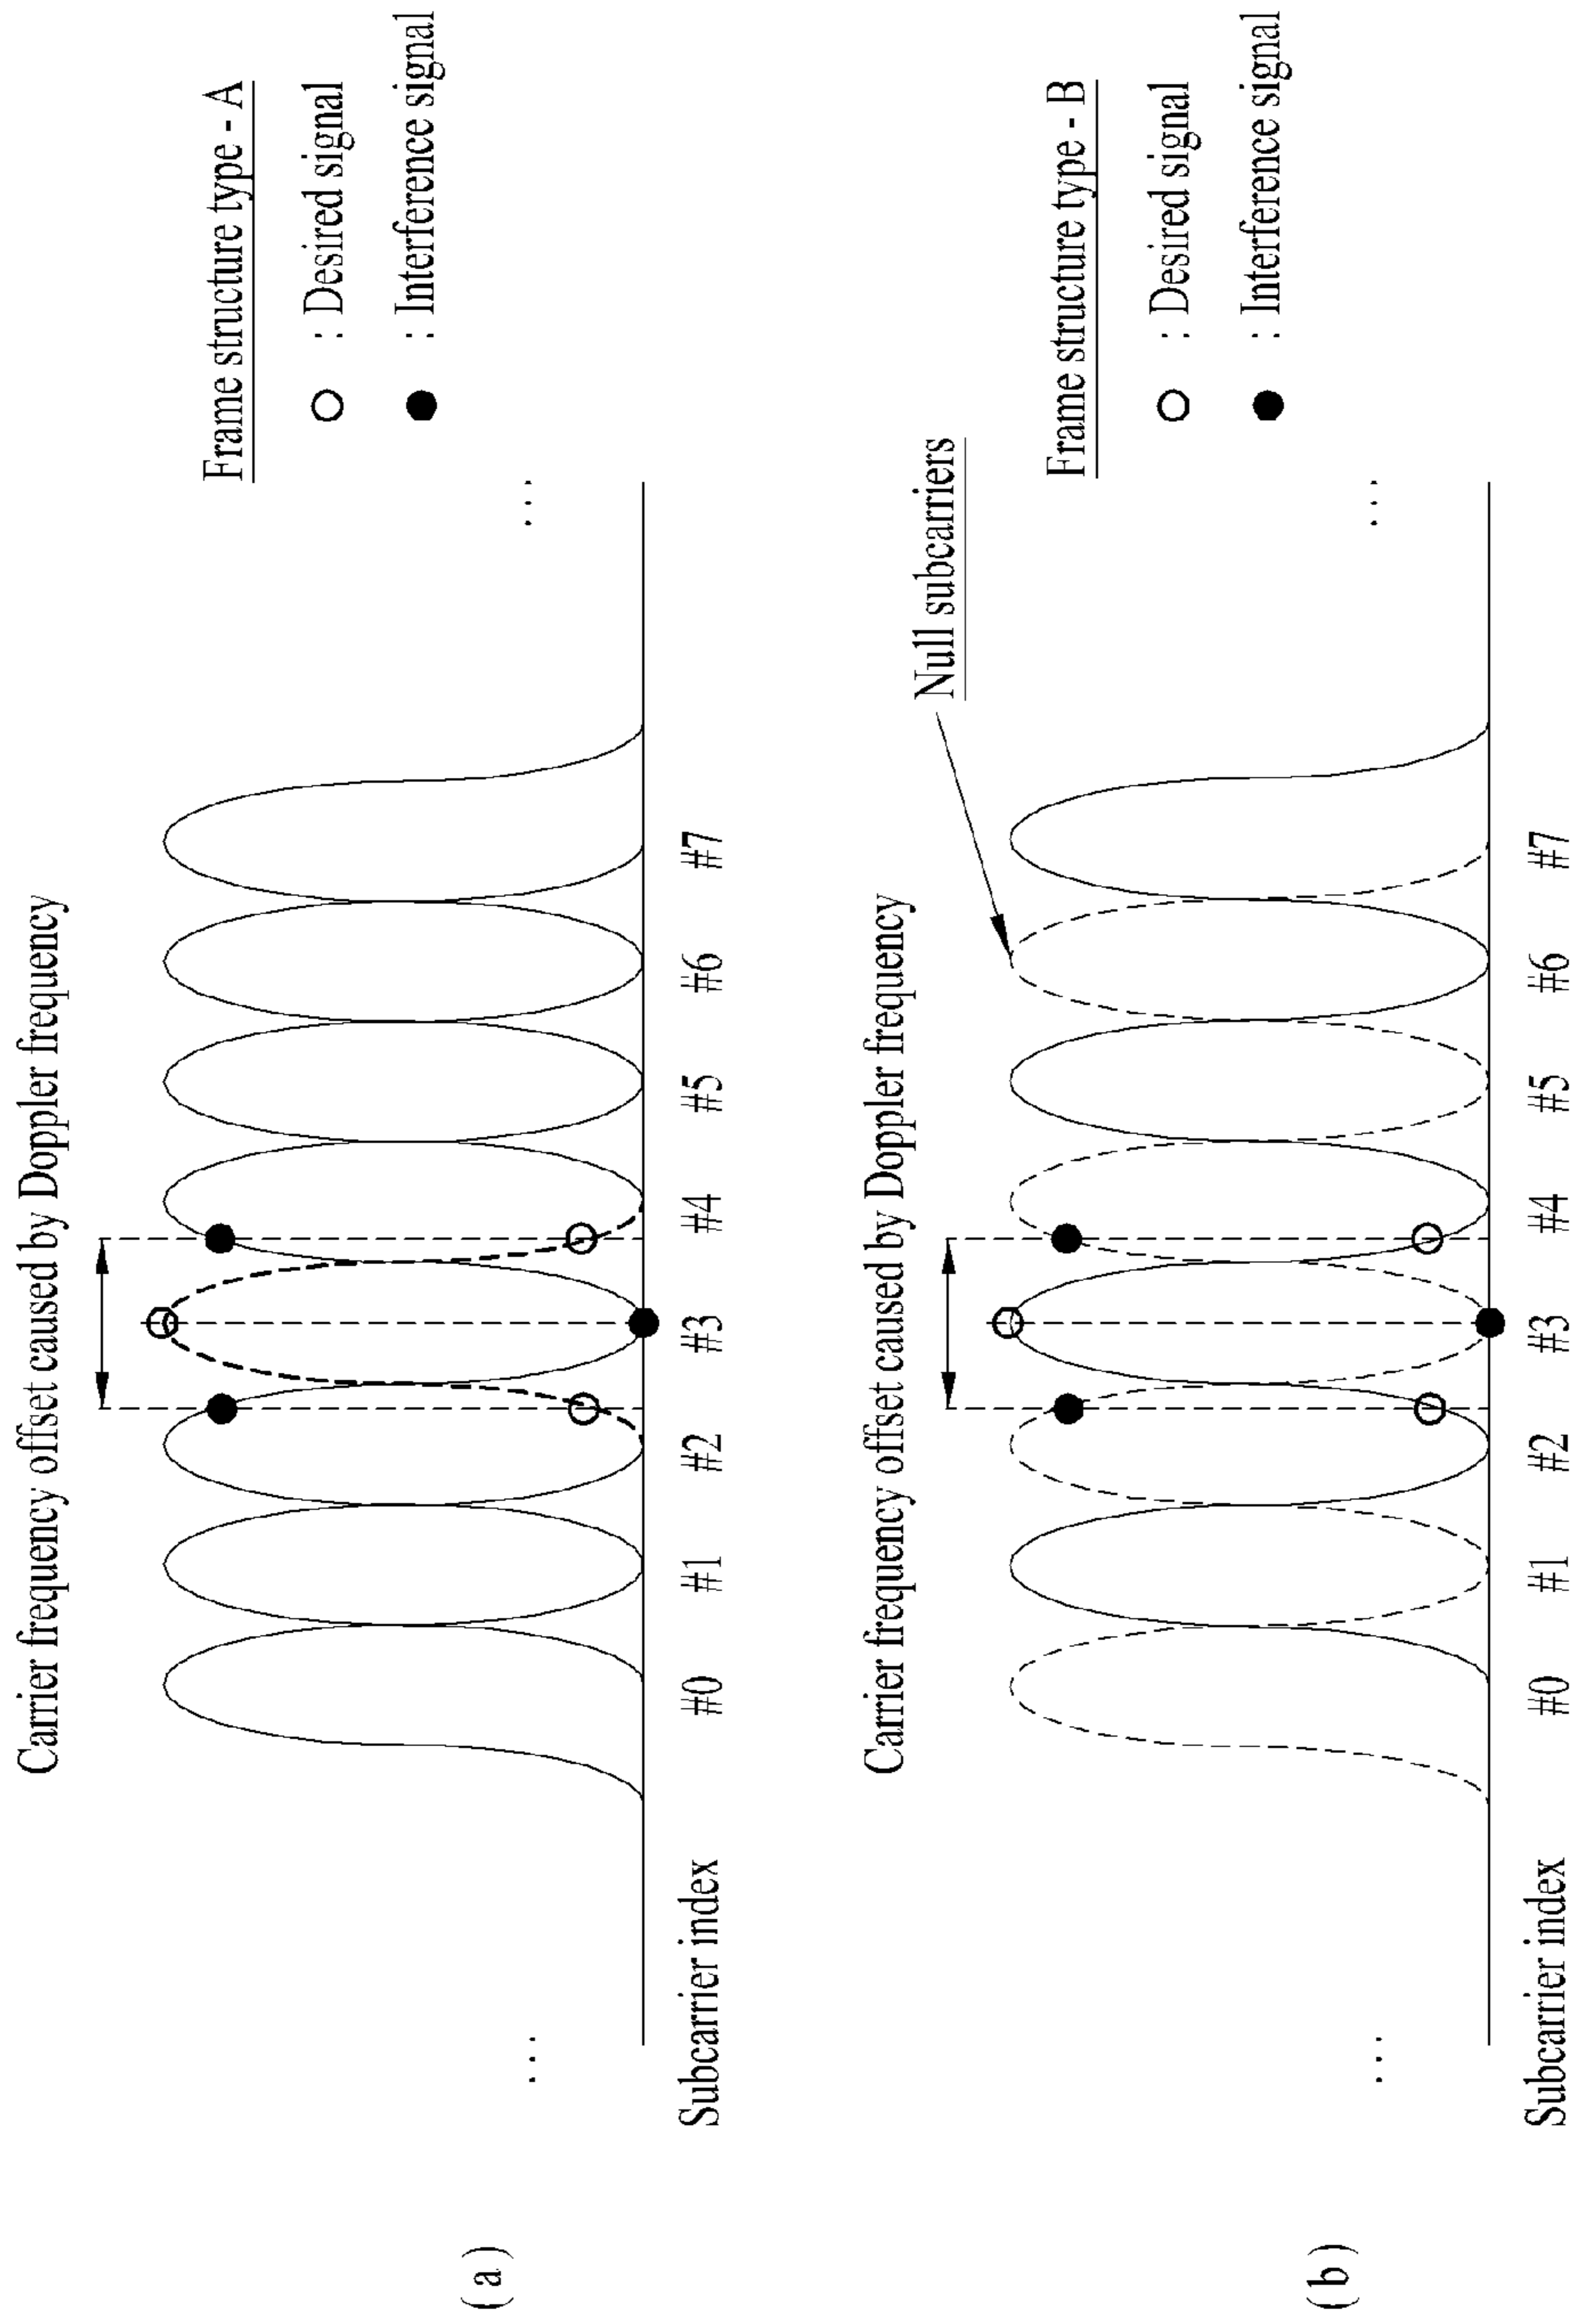 ( a )
Carrier frequency offset caused by Doppler frequency
Frame structure type - A
: Desired signal
: Interference signal
... ...
Subcarrier index #0 #1 #2 #3 #4 #5 #6 #7
( b )
Carrier frequency offset caused by Doppler frequency
Null subcarriers
Frame structure type - B
: Desired signal
: Interference signal
... ...
Subcarrier index #0 #1 #2 #3 #4 #5 #6 #7